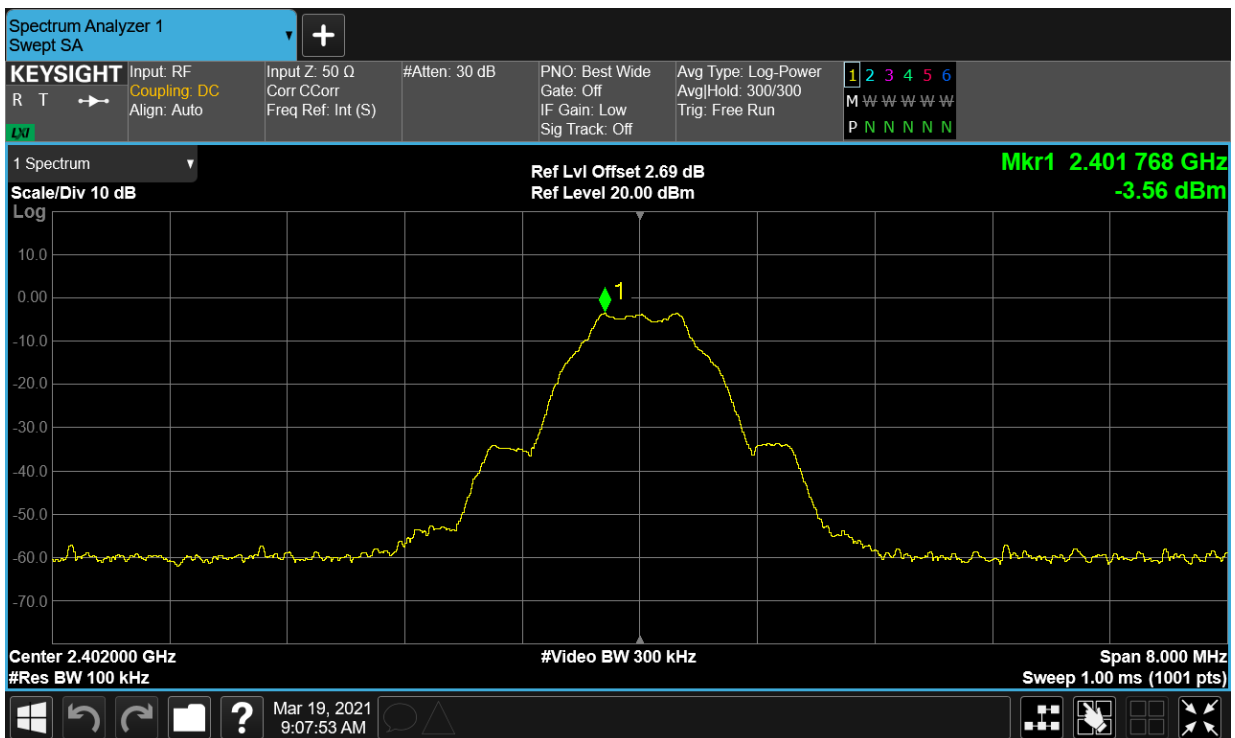 Spectrum Analyzer 1
Swept SA
+
KEYSIGHT
R T
LXI
Input: RF
Coupling: DC
Align: Auto
Input Z: 50 Ω
Corr CCorr
Freq Ref: Int (S)
#Atten: 30 dB
PNO: Best Wide
Gate: Off
IF Gain: Low
Sig Track: Off
Avg Type: Log-Power
Avg|Hold: 300/300
Trig: Free Run
1 2 3 4 5 6
M W W W W W
P N N N N N
1 Spectrum
Scale/Div 10 dB
Log
Ref Lvl Offset 2.69 dB
Ref Level 20.00 dBm
Mkr1 2.401 768 GHz
-3.56 dBm
1
10.0
0.00
-10.0
-20.0
-30.0
-40.0
-50.0
-60.0
-70.0
Center 2.402000 GHz
#Res BW 100 kHz
#Video BW 300 kHz
Span 8.000 MHz
Sweep 1.00 ms (1001 pts)
?
Mar 19, 2021
9:07:53 AM